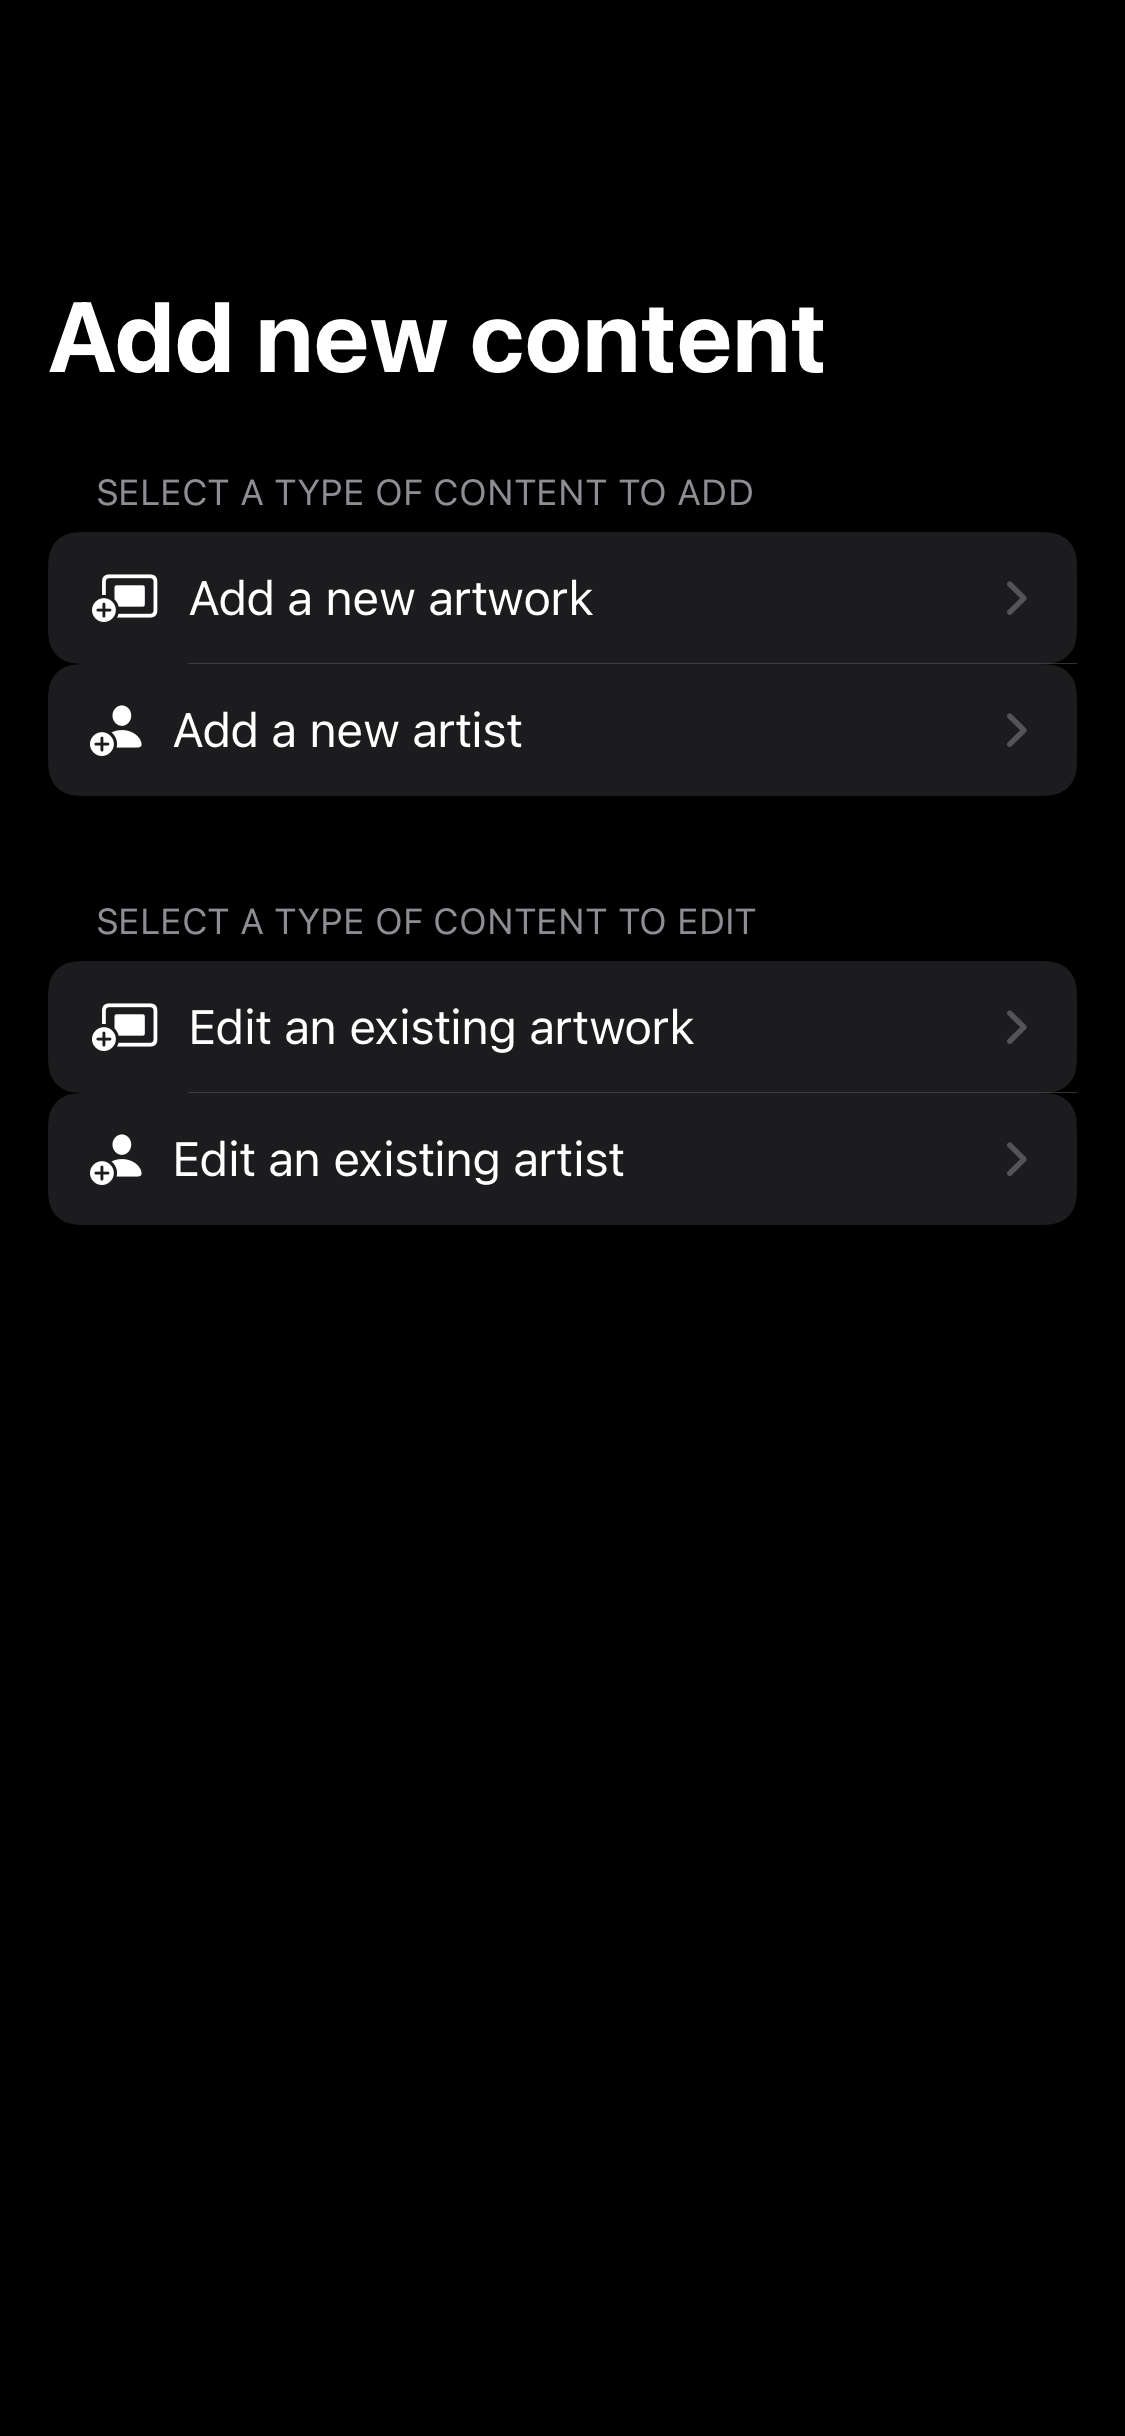 Add new content
SELECT A TYPE OF CONTENT TO ADD
Add a new artwork
Add a new artist
SELECT A TYPE OF CONTENT TO EDIT
Edit an existing artwork
Edit an existing artist